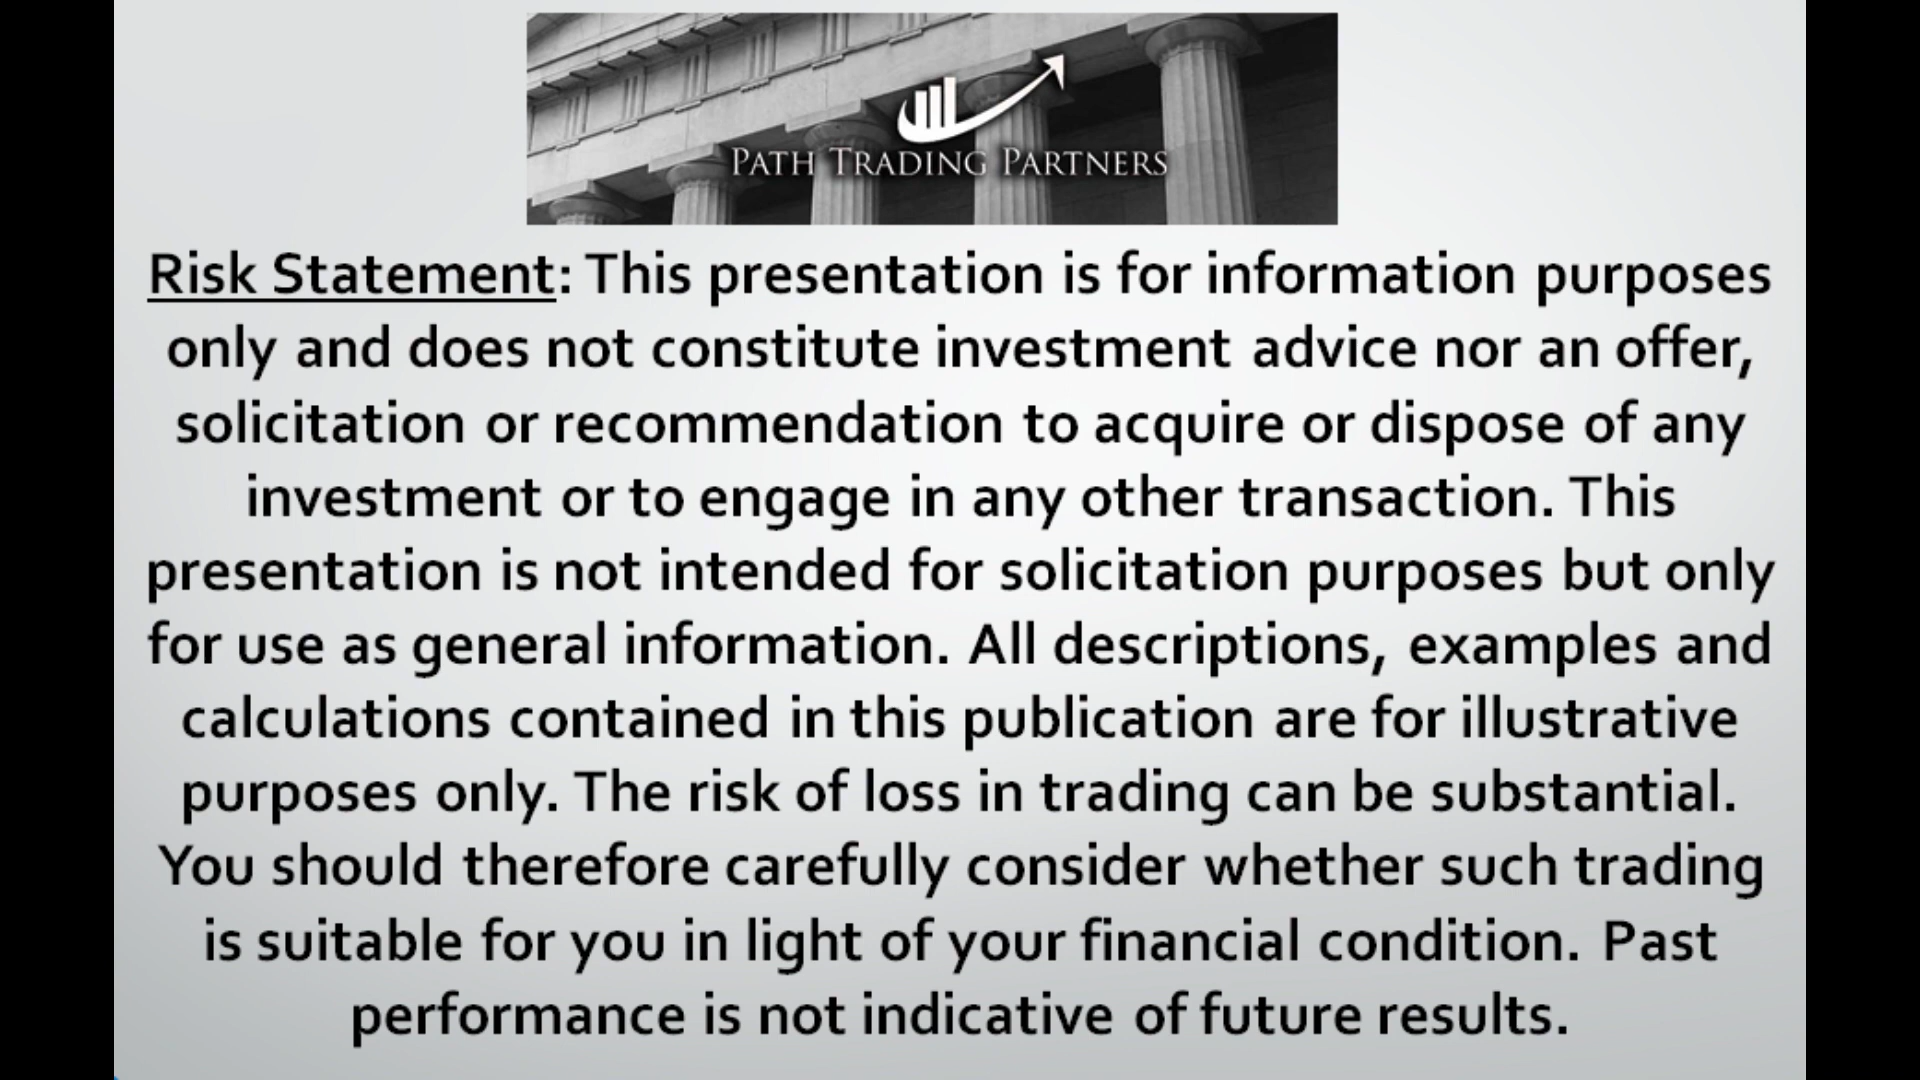 PATH TRADING PARTNERS
Risk Statement: This presentation is for information purposes
only and does not constitute investment advice nor an offer,
solicitation or recommendation to acquire or dispose of any
investment or to engage in any other transaction. This
presentation is not intended for solicitation purposes but only
for use as general information. All descriptions, examples and
calculations contained in this publication are for illustrative
purposes only. The risk of loss in trading can be substantial.
You should therefore carefully consider whether such trading
is suitable for you in light of your financial condition. Past
performance is not indicative of future results.